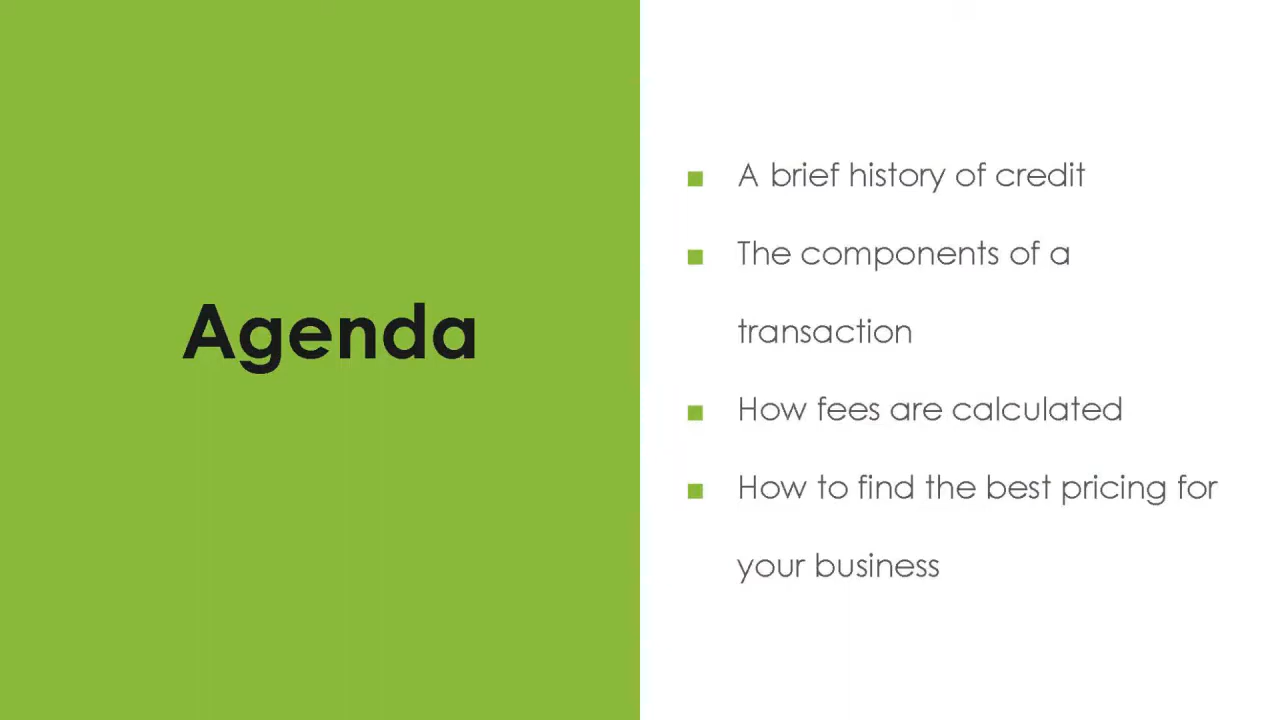 Agenda
A brief history of credit
The components of a
transaction
How fees are calculated
How to find the best pricing for
your business